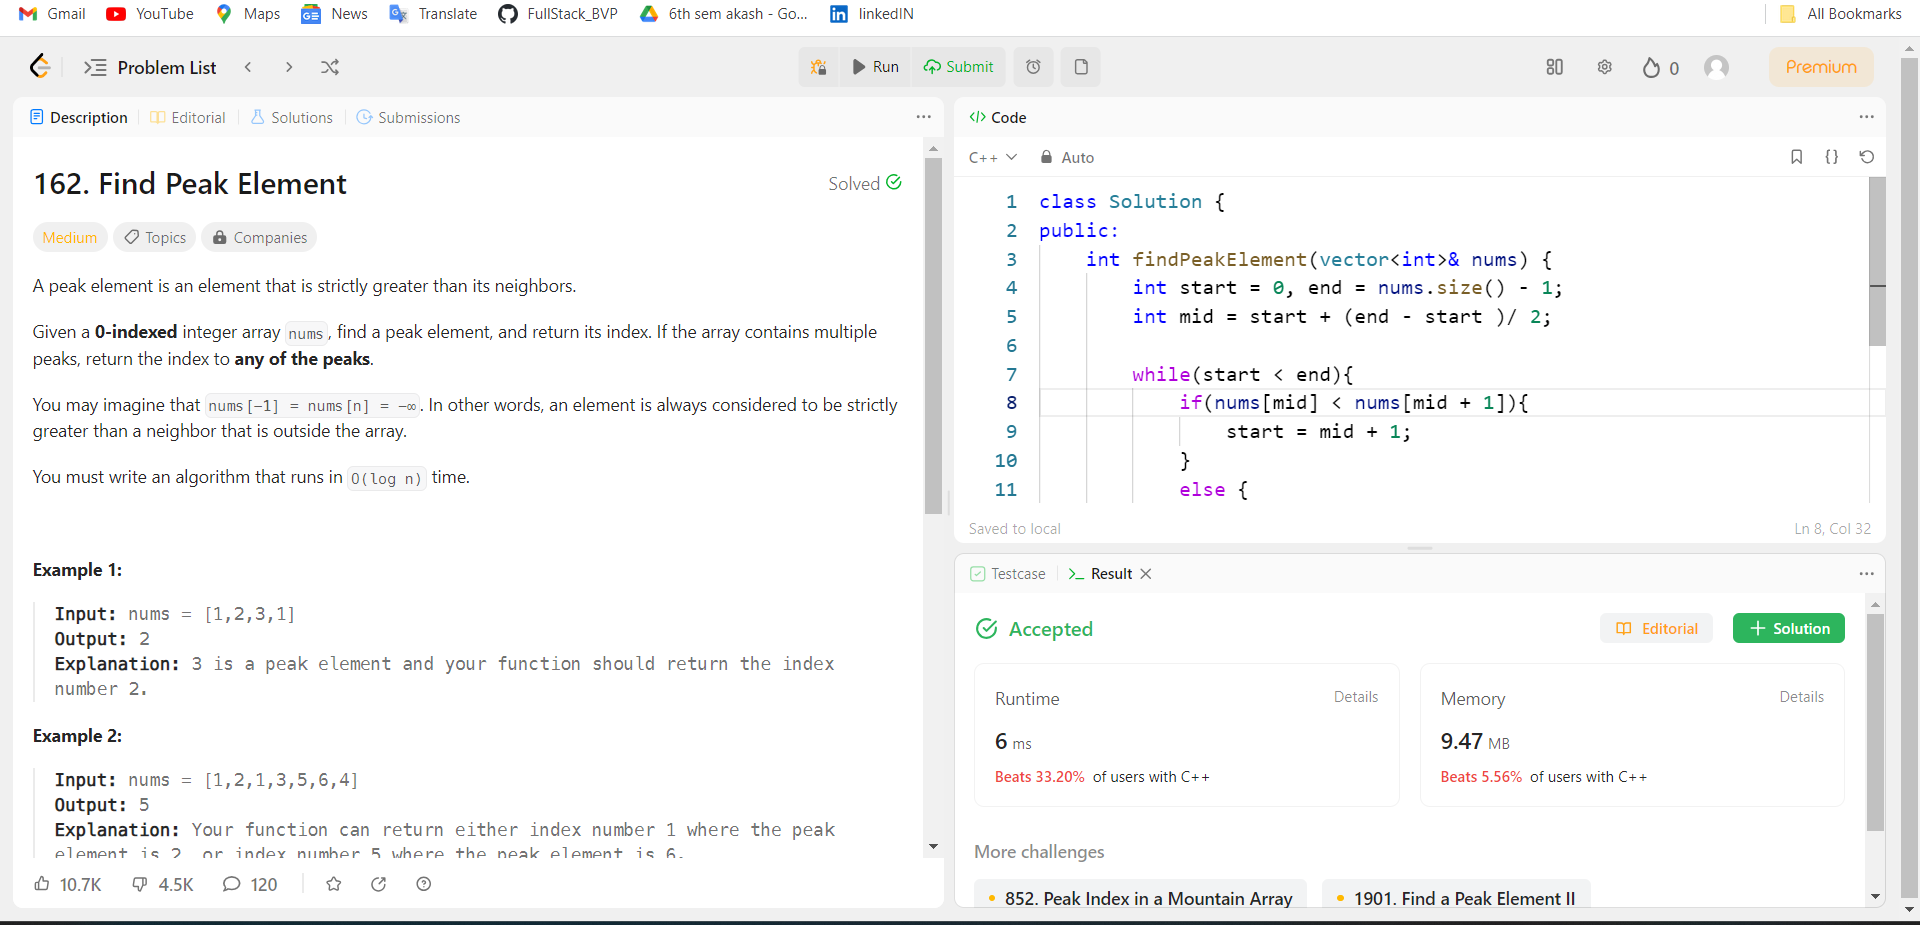 Gmail YouTube Maps News Translate FullStack_BVP 6th sem akash - Go... linkedIN All Bookmarks
Problem List Run Submit 0 Premium
Description Editorial Solutions Submissions
162. Find Peak Element Solved
Medium Topics Companies
A peak element is an element that is strictly greater than its neighbors.
Given a 0-indexed integer array nums, find a peak element, and return its index. If the array contains multiple
peaks, return the index to any of the peaks.
You may imagine that nums[-1] = nums[n] = -∞. In other words, an element is always considered to be strictly
greater than a neighbor that is outside the array.
You must write an algorithm that runs in O(log n) time.
Example 1:
Input: nums = [1,2,3,1]
Output: 2
Explanation: 3 is a peak element and your function should return the index
number 2.
Example 2:
Input: nums = [1,2,1,3,5,6,4]
Output: 5
Explanation: Your function can return either index number 1 where the peak
element is 2, or index number 5 where the peak element is 6.
10.7K 4.5K 120
</> Code
C++ Auto {}
1 class Solution {
2 public:
3 int findPeakElement(vector<int>& nums) {
4 int start = 0, end = nums.size() - 1;
5 int mid = start + (end - start )/ 2;
6
7 while(start < end){
8 if(nums[mid] < nums[mid + 1]){
9 start = mid + 1;
10 }
11 else {
Saved to local Ln 8, Col 32
Testcase >_ Result
Accepted Editorial + Solution
Runtime Details
6 ms
Beats 33.20% of users with C++
Memory Details
9.47 MB
Beats 5.56% of users with C++
More challenges
852. Peak Index in a Mountain Array 1901. Find a Peak Element II